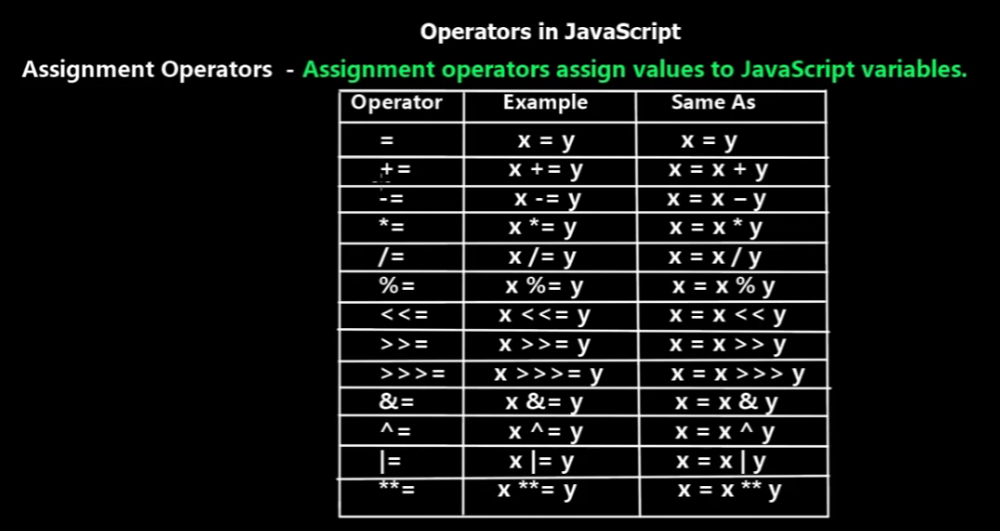 Operators in JavaScript
Assignment Operators - Assignment operators assign values to JavaScript variables.
Operator Example Same As
= x = y x = y
+= x += y x = x + y
-= x -= y x = x – y
*= x *= y x = x * y
/= x /= y x = x / y
%= x %= y x = x % y
<<= x <<= y x = x << y
>>= x >>= y x = x >> y
>>>= x >>>= y x = x >>> y
&= x &= y x = x & y
^= x ^= y x = x ^ y
|= x |= y x = x | y
**= x **= y x = x ** y